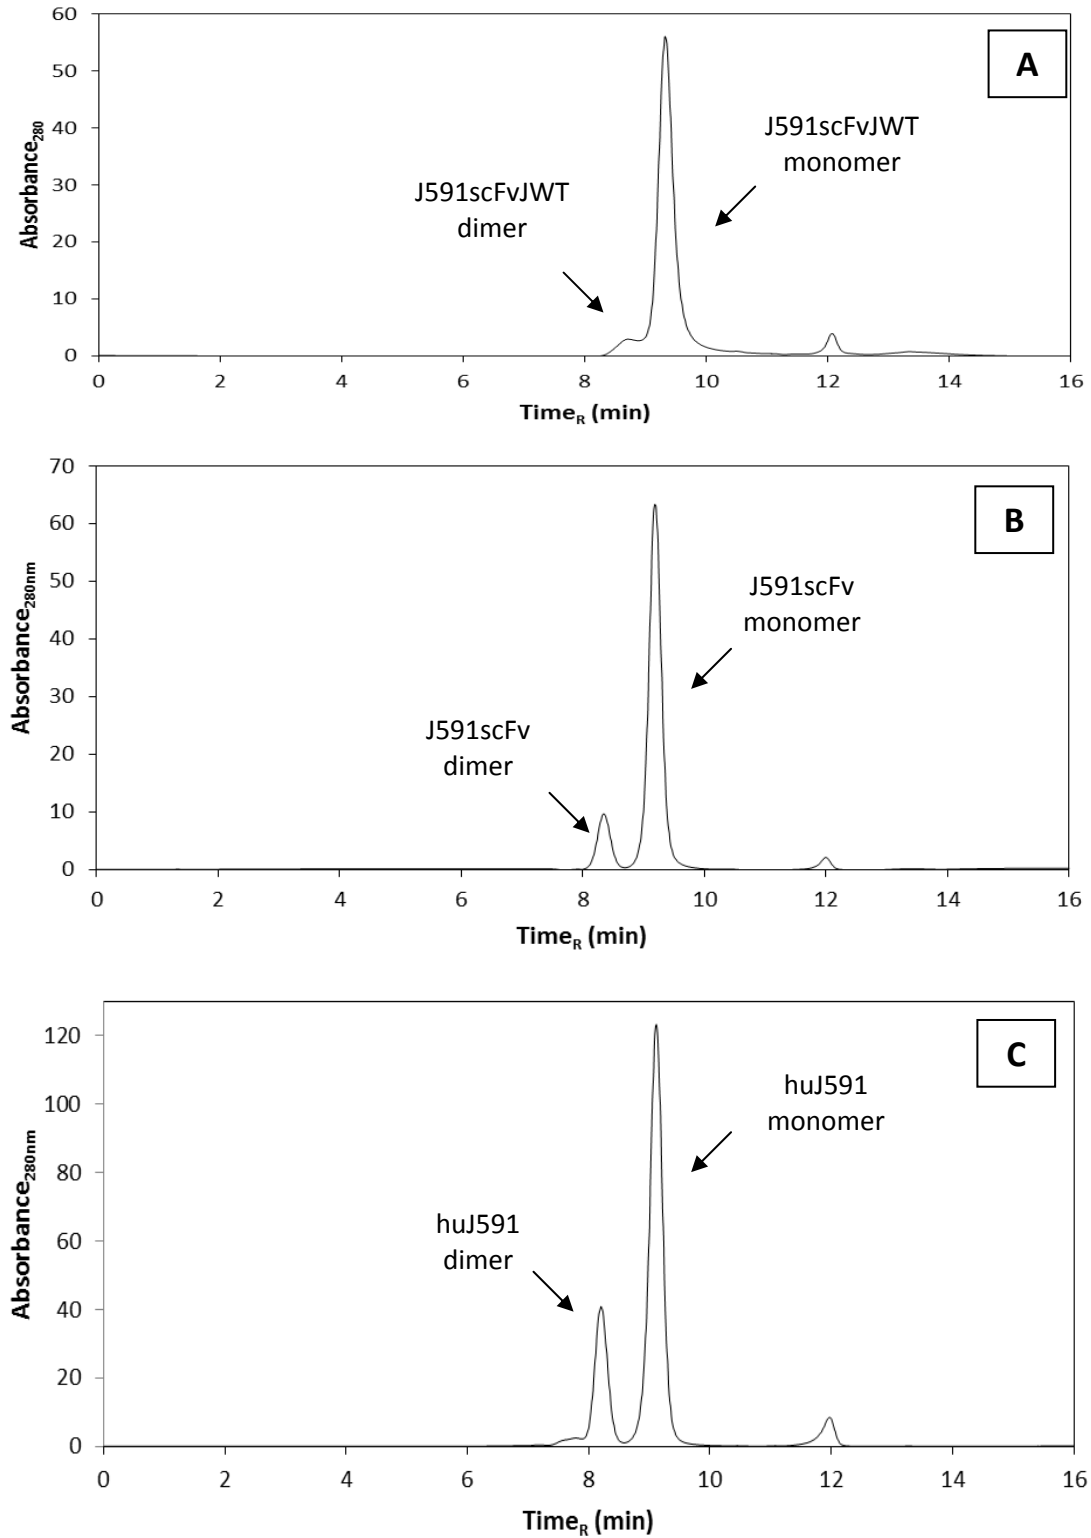 60
50
40
30
20
10
0
Absorbance280
A
J591scFvJWT
monomer
J591scFvJWT
dimer
0 2 4 6 8 10 12 14 16
TimeR (min)
70
60
50
40
30
20
10
0
Absorbance280nm
B
J591scFv
monomer
J591scFv
dimer
0 2 4 6 8 10 12 14 16
TimeR (min)
120
100
80
60
40
20
0
Absorbance280nm
C
huJ591
monomer
huJ591
dimer
0 2 4 6 8 10 12 14 16
TimeR (min)